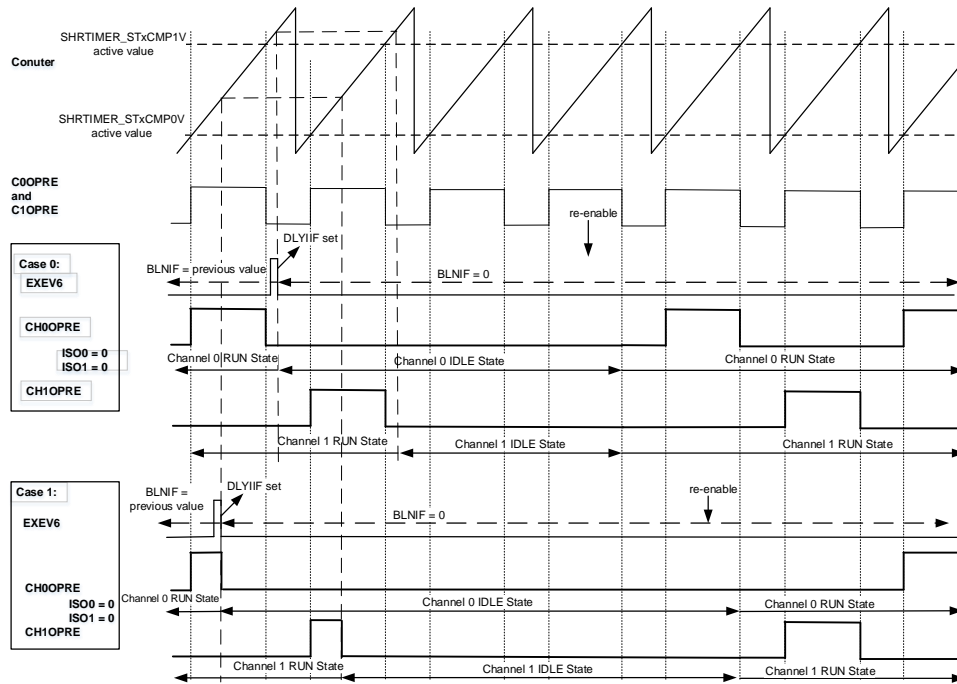 SHRTIMER_STxCMP1V
active value
Conuter
SHRTIMER_STxCMP0V
active value
C0OPRE
and
C1OPRE
re-enable
DLYIIF set
Case 0:
BLNIF = previous value
BLNIF = 0
EXEV6
CH0OPRE
ISO0 = 0
ISO1 = 0
Channel 0 RUN State
Channel 0 IDLE State
Channel 0 RUN State
CH1OPRE
Channel 1 RUN State
Channel 1 IDLE State
Channel 1 RUN State
Case 1:
BLNIF =
previous value
DLYIIF set
re-enable
EXEV6
BLNIF = 0
CH0OPRE
ISO0 = 0
ISO1 = 0
Channel 0 RUN State
Channel 0 IDLE State
Channel 0 RUN State
CH1OPRE
Channel 1 RUN State
Channel 1 IDLE State
Channel 1 RUN State